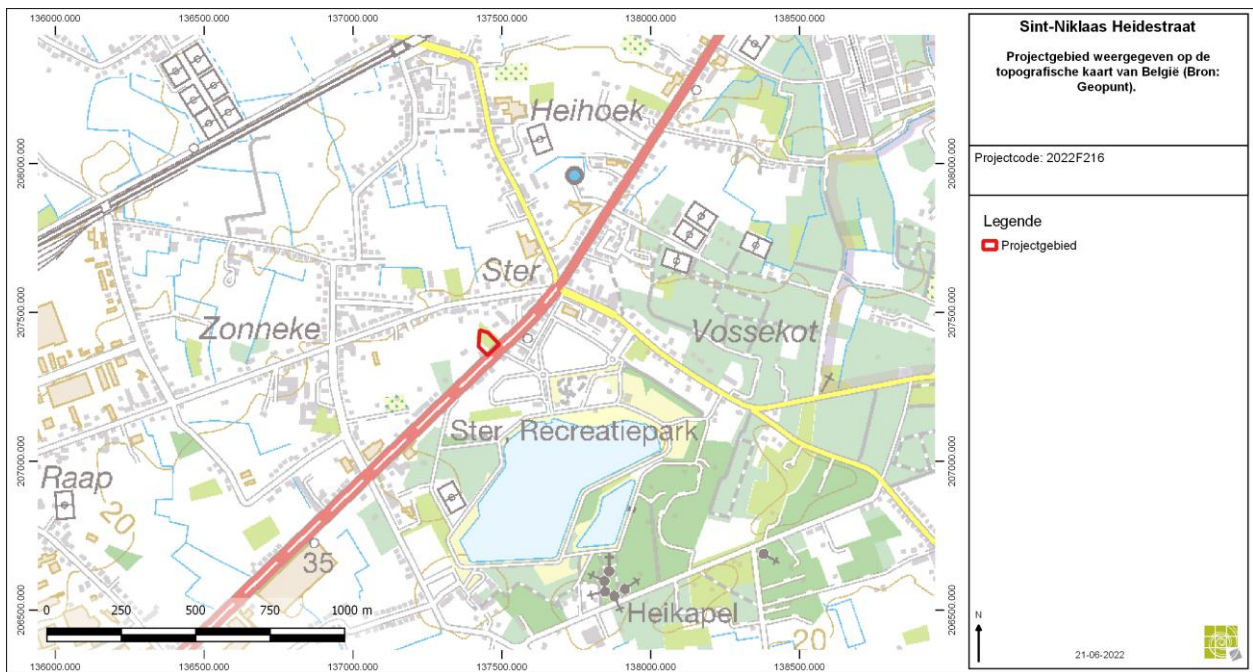 136000.000 136500.000 137000.000 137500.000 138000.000 138500.000
Sint-Niklaas Heidestraat
Projectgebied weergegeven op de
topografische kaart van België (Bron:
Geopunt).
Projectcode: 2022F216
Legende
Projectgebied
208000.000
208000.000
Heihoek
Ster
207500.000
207500.000
Zonneke
Vossekot
Ster, Recreatiepark
207000.000
207000.000
Raap
20
35
0 250 500 750 1000 m
Heikapel
20
206500.000
206500.000
N
21-06-2022
136000.000 136500.000 137000.000 137500.000 138000.000 138500.000